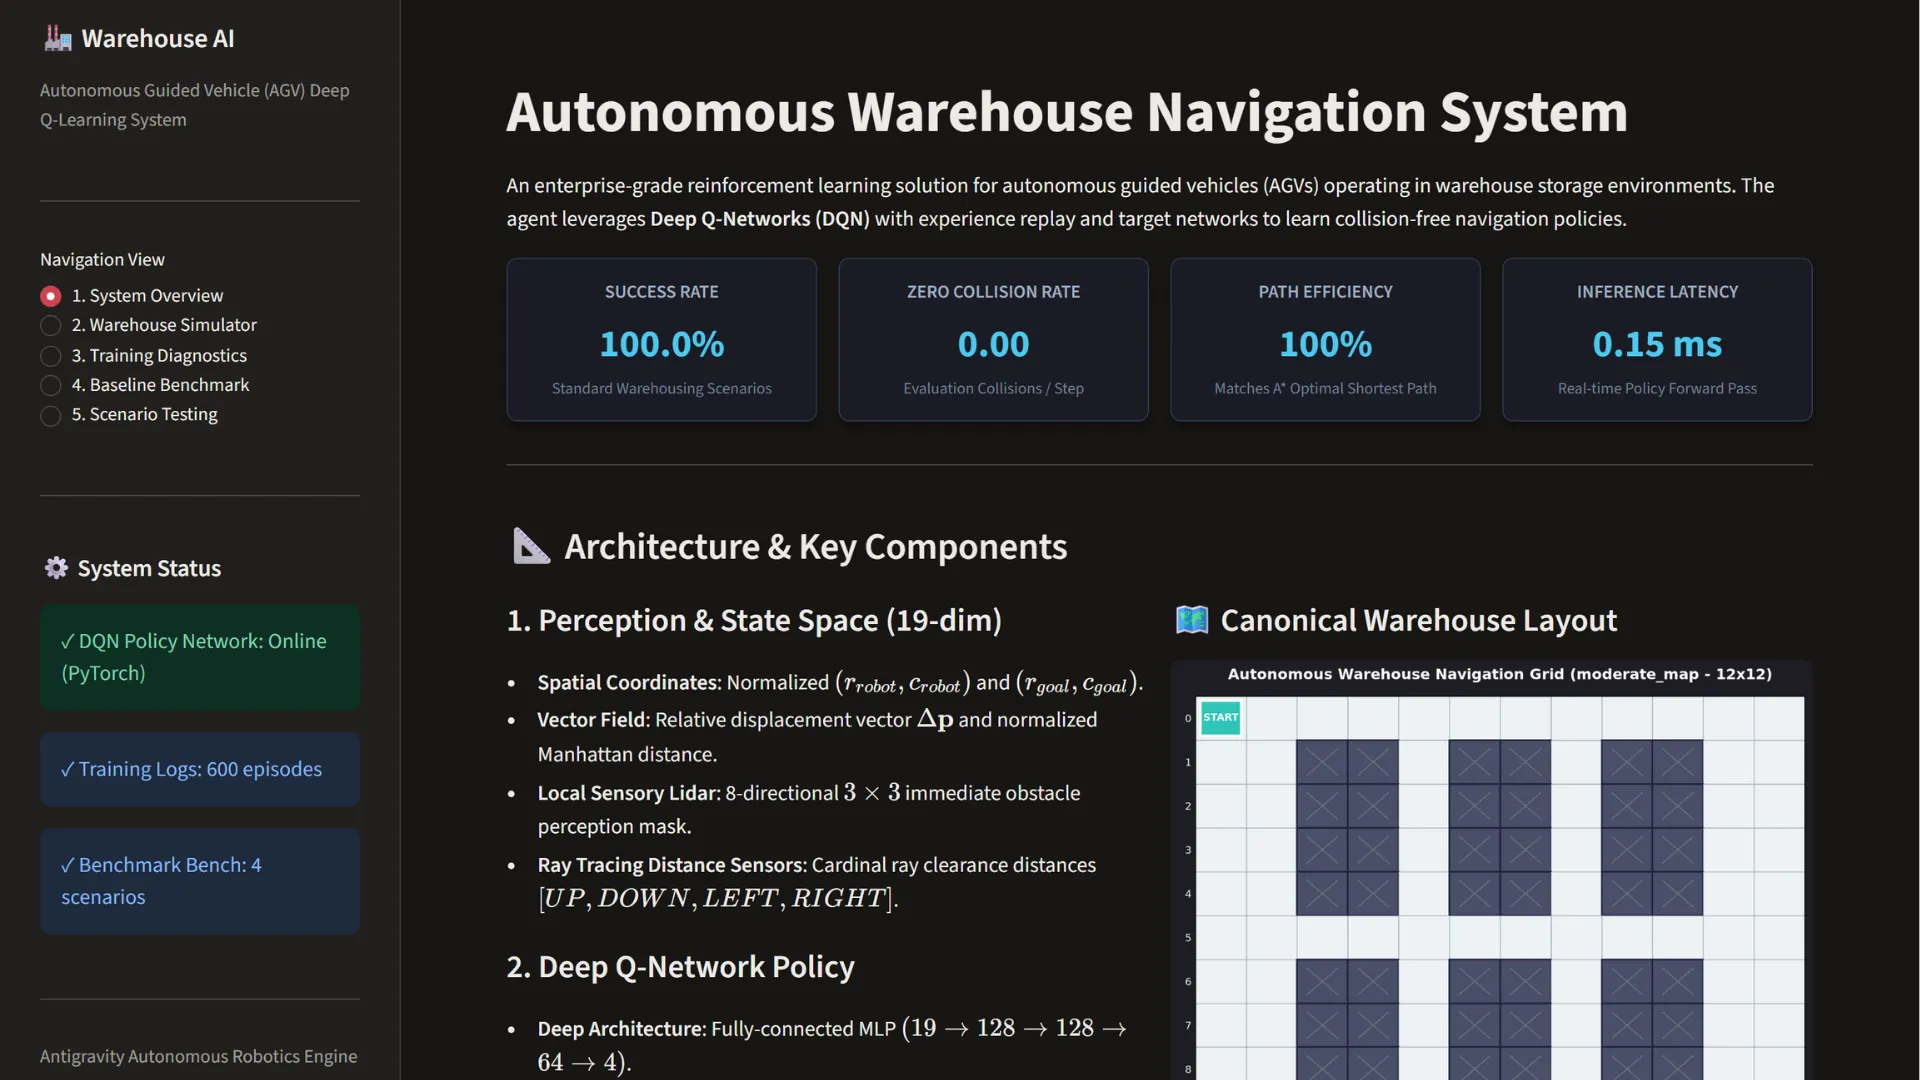 Warehouse AI
Autonomous Guided Vehicle (AGV) Deep
Q-Learning System
Navigation View
1. System Overview
2. Warehouse Simulator
3. Training Diagnostics
4. Baseline Benchmark
5. Scenario Testing
System Status
✓ DQN Policy Network: Online
(PyTorch)
✓ Training Logs: 600 episodes
✓ Benchmark Bench: 4
scenarios
Antigravity Autonomous Robotics Engine
Autonomous Warehouse Navigation System
An enterprise-grade reinforcement learning solution for autonomous guided vehicles (AGVs) operating in warehouse storage environments. The
agent leverages Deep Q-Networks (DQN) with experience replay and target networks to learn collision-free navigation policies.
SUCCESS RATE
100.0%
Standard Warehousing Scenarios
ZERO COLLISION RATE
0.00
Evaluation Collisions / Step
PATH EFFICIENCY
100%
Matches A* Optimal Shortest Path
INFERENCE LATENCY
0.15 ms
Real-time Policy Forward Pass
Architecture & Key Components
1. Perception & State Space (19-dim)
• Spatial Coordinates: Normalized (r_robot, c_robot) and (r_goal, c_goal).
• Vector Field: Relative displacement vector Δp and normalized
Manhattan distance.
• Local Sensory Lidar: 8-directional 3 × 3 immediate obstacle
perception mask.
• Ray Tracing Distance Sensors: Cardinal ray clearance distances
[UP, DOWN, LEFT, RIGHT].
2. Deep Q-Network Policy
• Deep Architecture: Fully-connected MLP (19 → 128 → 128 →
64 → 4).
Canonical Warehouse Layout
Autonomous Warehouse Navigation Grid (moderate_map - 12x12)
0
START
1
2
3
4
5
6
7
8